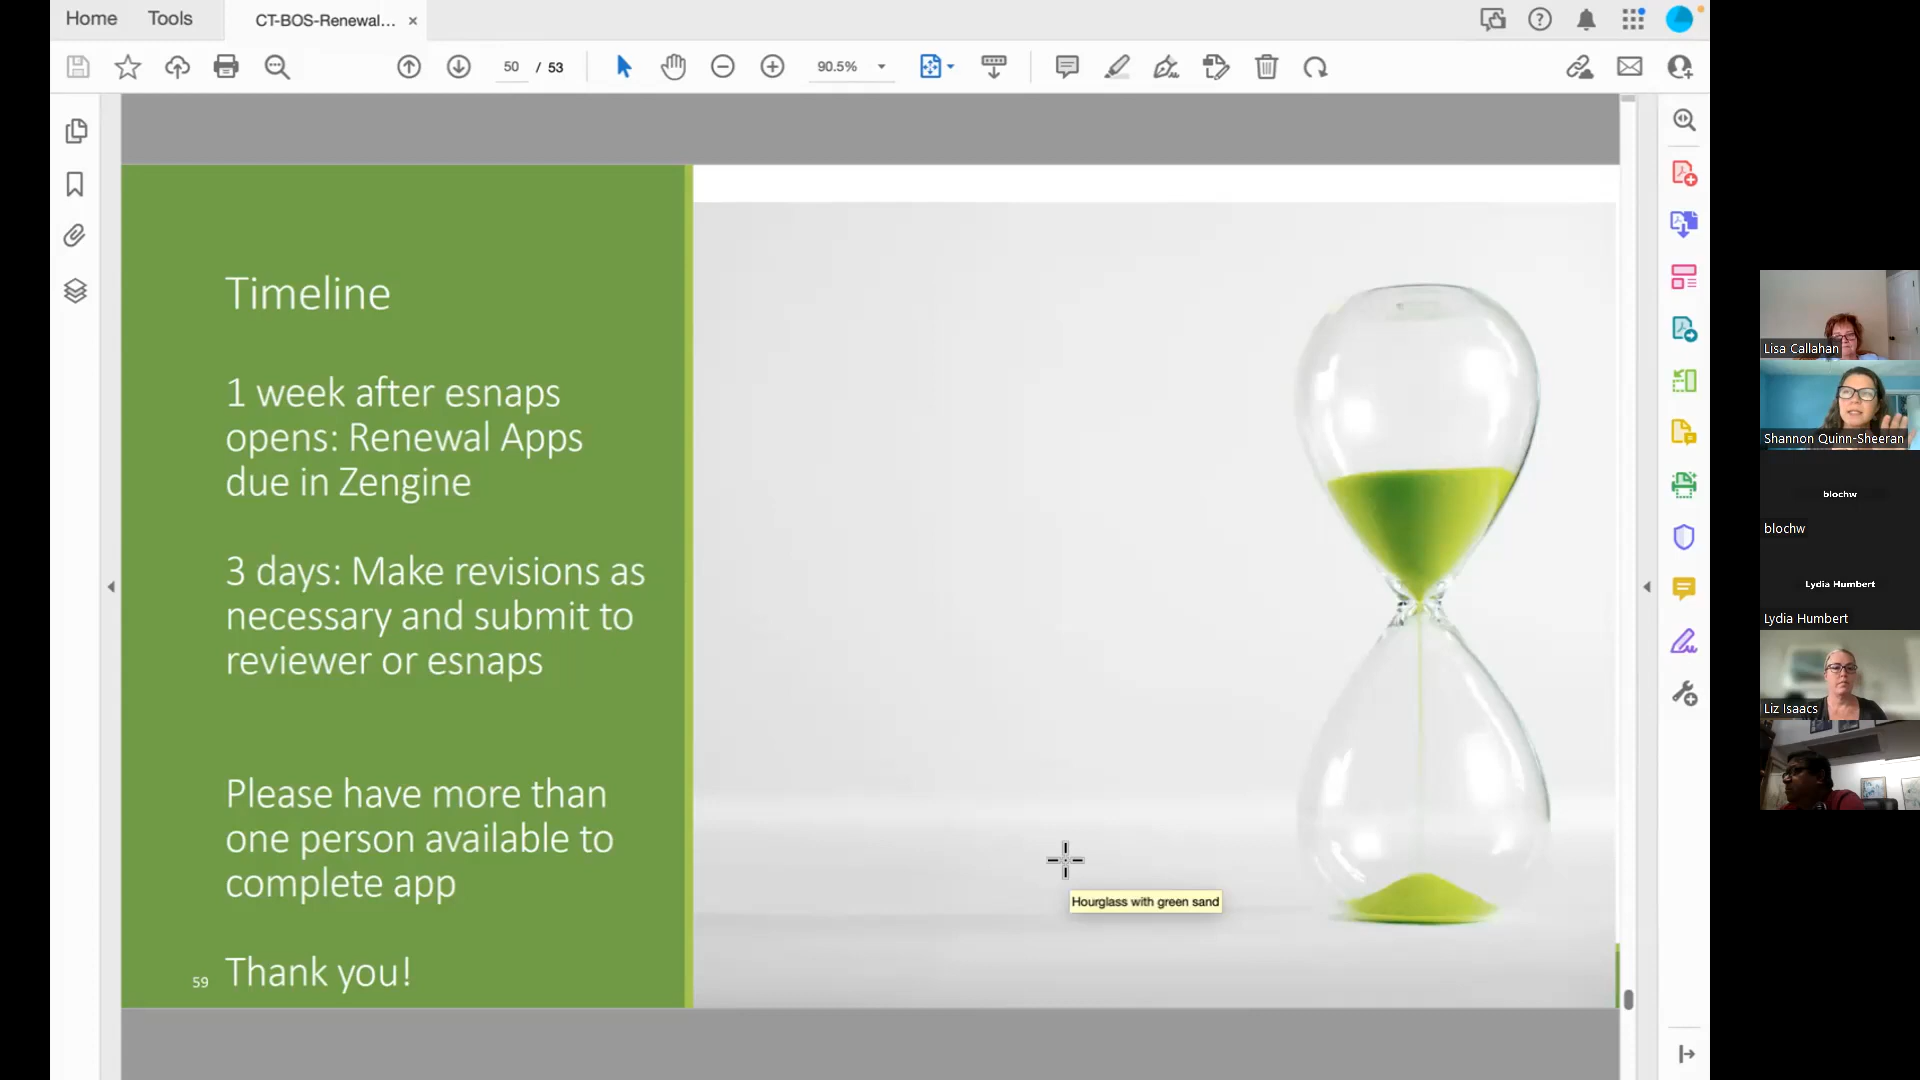 Home
Tools
CT-BOS-Renewal...
50 / 53
90.5%
Timeline
1 week after esnaps
opens: Renewal Apps
due in Zengine
3 days: Make revisions as
necessary and submit to
reviewer or esnaps
Please have more than
one person available to
complete app
59 Thank you!
Hourglass with green sand
Lisa Callahan
Shannon Quinn-Sheeran
blochw
blochw
Lydia Humbert
Lydia Humbert
Liz Isaacs